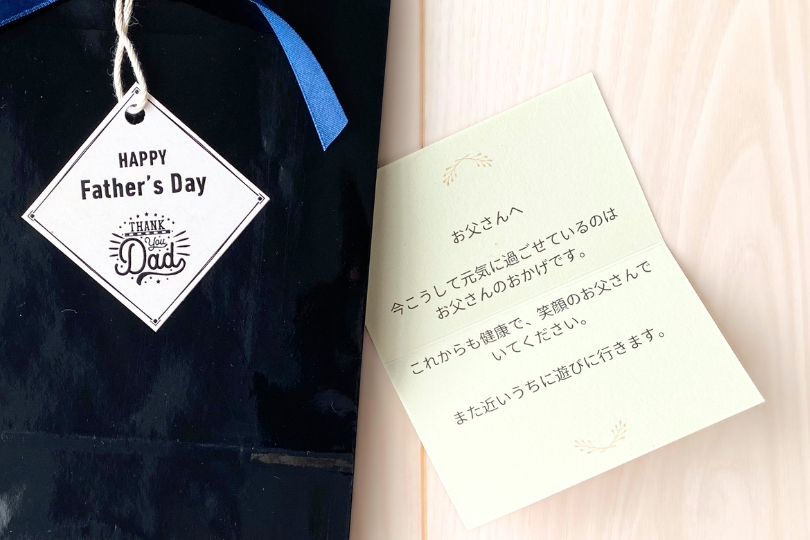 HAPPY
Father's Day
THANK
You
Dad
お父さんへ
今こうして元気に過ごせているのは
お父さんのおかげです。
これからも健康で、笑顔のお父さんで
いてください。
また近いうちに遊びに行きます。